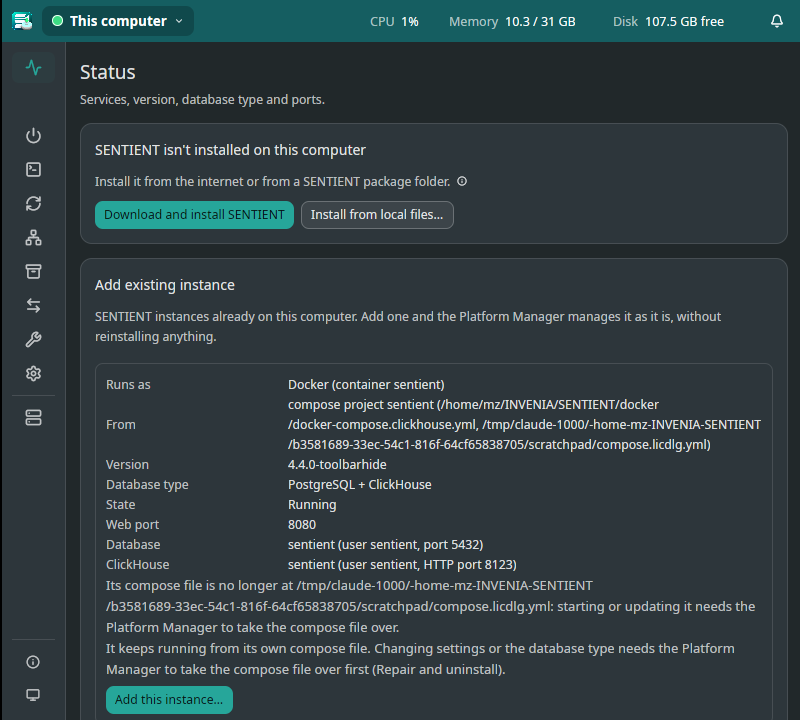 This computer
CPU 1%
Memory 10.3 / 31 GB
Disk 107.5 GB free
Status
Services, version, database type and ports.
SENTIENT isn't installed on this computer
Install it from the internet or from a SENTIENT package folder.
Download and install SENTIENT
Install from local files...
Add existing instance
SENTIENT instances already on this computer. Add one and the Platform Manager manages it as it is, without
reinstalling anything.
Runs as Docker (container sentient)
compose project sentient (/home/mz/INVENIA/SENTIENT/docker
From /docker-compose.clickhouse.yml, /tmp/claude-1000/-home-mz-INVENIA-SENTIENT
/b3581689-33ec-54c1-816f-64cf65838705/scratchpad/compose.licdlg.yml)
Version 4.4.0-toolbarhide
Database type PostgreSQL + ClickHouse
State Running
Web port 8080
Database sentient (user sentient, port 5432)
ClickHouse sentient (user sentient, HTTP port 8123)
Its compose file is no longer at /tmp/claude-1000/-home-mz-INVENIA-SENTIENT
/b3581689-33ec-54c1-816f-64cf65838705/scratchpad/compose.licdlg.yml: starting or updating it needs the
Platform Manager to take the compose file over.
It keeps running from its own compose file. Changing settings or the database type needs the Platform
Manager to take the compose file over first (Repair and uninstall).
Add this instance...